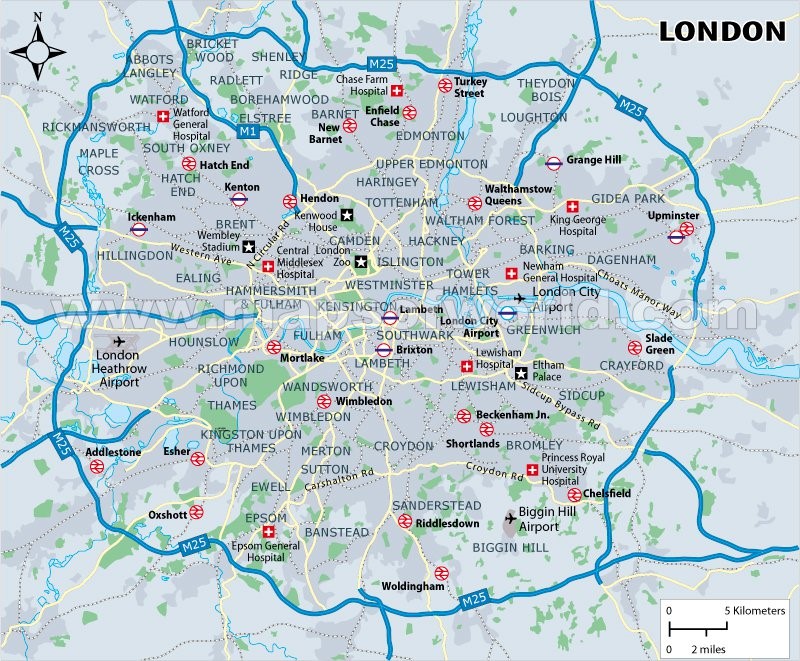 N
LONDON
BRICKET
WOOD
ABBOTS
LANGLEY
SHENLEY
RIDGE
M25
RADLETT
Chase Farm
Hospital
Turkey
Street
THEYDON
BOIS
WATFORD
Watford
General
Hospital
BOREHAMWOOD
ELSTREE
BARNET
Enfield
Chase
M25
LOUGHTON
RICKMANSWORTH
M1
New
Barnet
EDMONTON
SOUTH OXNEY
MAPLE
CROSS
Hatch End
HATCH
END
UPPER EDMONTON
Grange Hill
HARINGEY
Kenton
Hendon
TOTTENHAM
Walthamstow
Queens
GIDEA PARK
Kenwood
House
WALTHAM FOREST
King George
Hospital
Upminster
Ickenham
BRENT
N Circular Rd
M25
Wembley
Stadium
CAMDEN
HACKNEY
BARKING
Western Ave
HILLINGDON
Central
Middlesex
Hospital
London
Zoo
ISLINGTON
DAGENHAM
EALING
TOWER
HAMLETS
Newham
General Hospital
Choats Manor Way
WESTMINSTER
HAMMERSMITH
& FULHAM
London City
Airport
KENSINGTON
Lambeth
London City
Airport
GREENWICH
HOUNSLOW
FULHAM
SOUTHWARK
Slade
Green
London
Heathrow
Airport
Mortlake
Brixton
LAMBETH
Lewisham
Hospital
Eltham
Palace
CRAYFORD
RICHMOND
UPON
THAMES
WANDSWORTH
LEWISHAM
SIDCUP
Wimbledon
WIMBLEDON
Beckenham Jn.
Sidcup Bypass Rd
KINGSTON UPON
THAMES
Shortlands
M25
Addlestone
Esher
MERTON
CROYDON
BROMLEY
SUTTON
Princess Royal
University
Hospital
Croydon Rd
Carshalton Rd
EWELL
Chelsfield
Oxshott
EPSOM
SANDERSTEAD
Riddlesdown
Biggin Hill
Airport
BANSTEAD
M25
Epsom General
Hospital
BIGGIN HILL
Woldingham
M25
0 5 Kilometers
0 2 miles